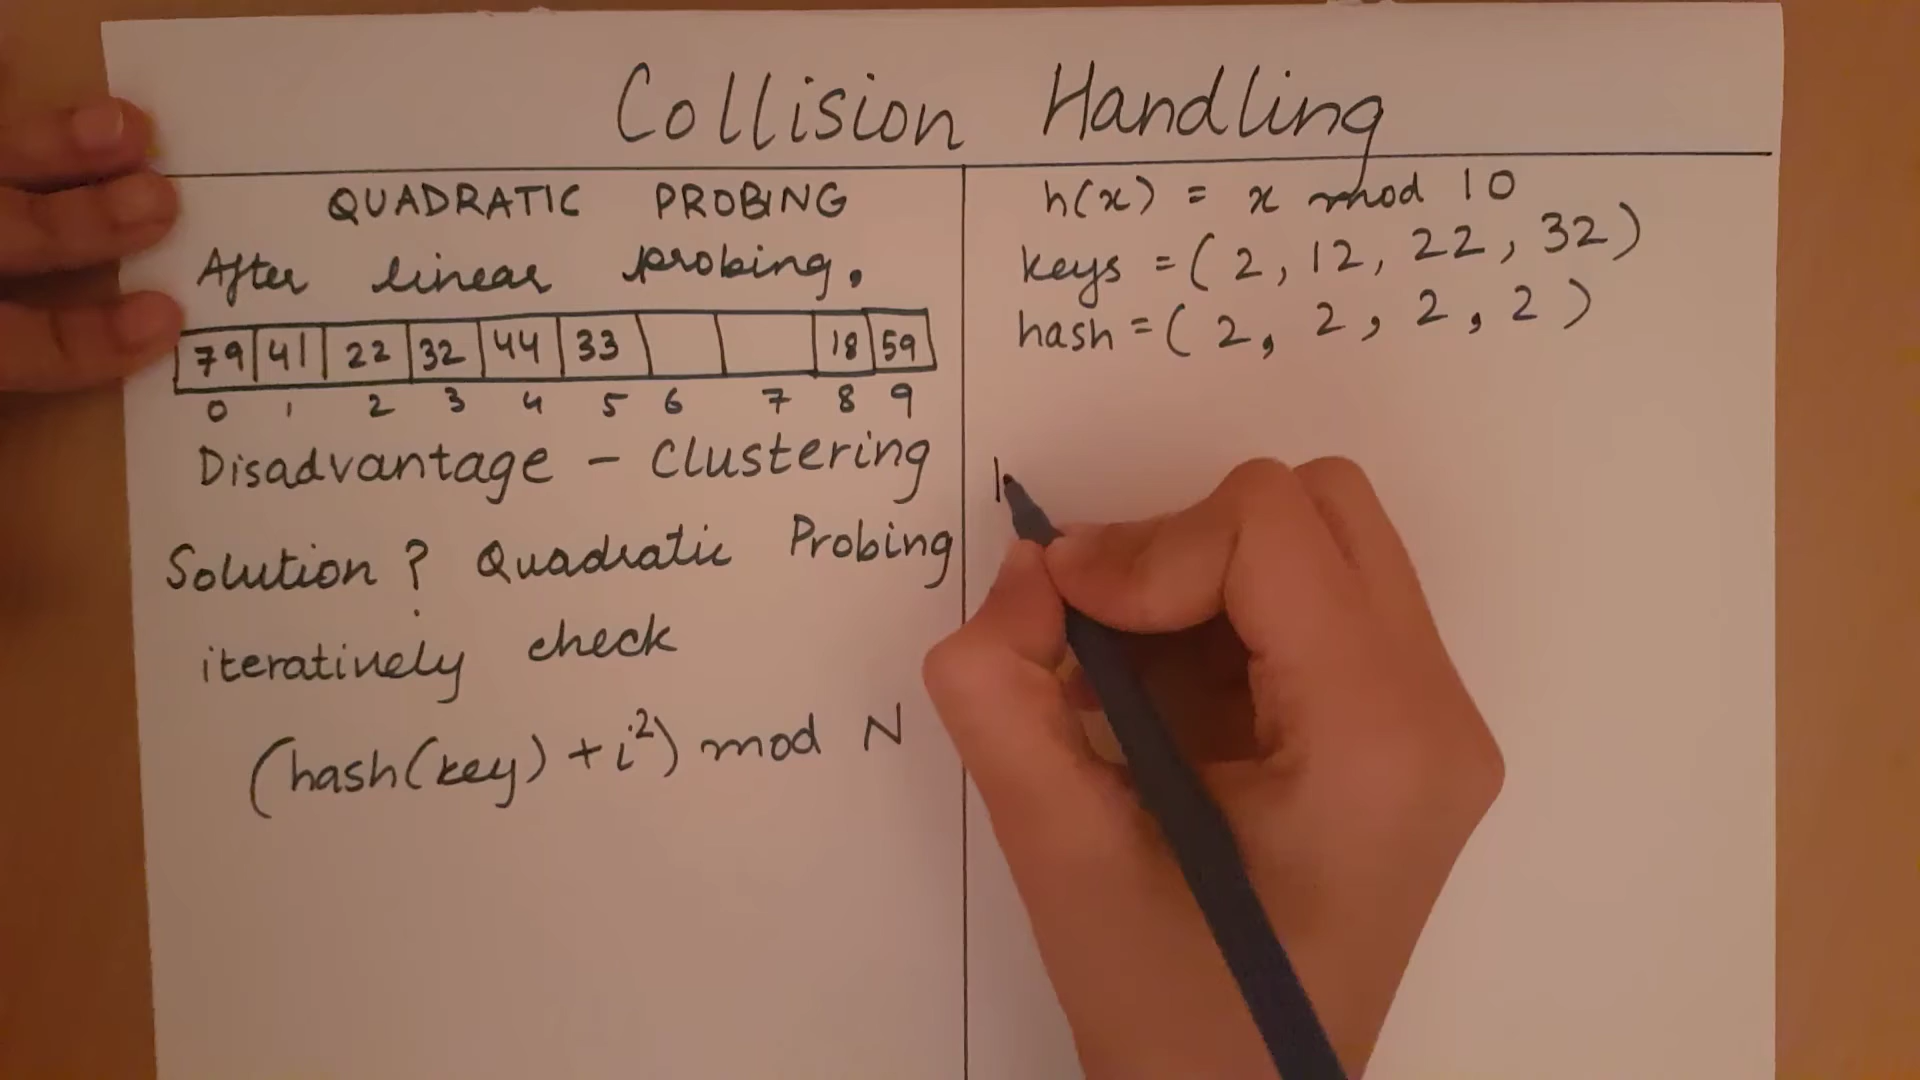 Collision Handling
QUADRATIC PROBING
After linear probing.
79 41 22 32 44 33 18 59
0 1 2 3 4 5 6 7 8 9
Disadvantage - Clustering
Solution? Quadratic Probing
iteratively check
(hash(key) + i²) mod N
h(x) = x mod 10
keys = (2, 12, 22, 32)
hash = (2, 2, 2, 2)